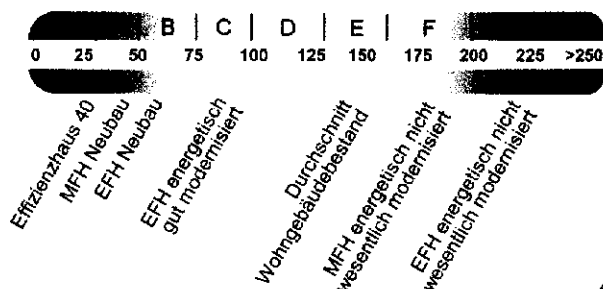 B C D E F
0 25 50 75 100 125 150 175 200 225 >250
Effizienzhaus 40
MFH Neubau
EFH Neubau
EFH energetisch
gut modernisiert
Durchschnitt
Wohngebäudebestand
MFH energetisch nicht
wesentlich modernisiert
EFH energetisch nicht
wesentlich modernisiert